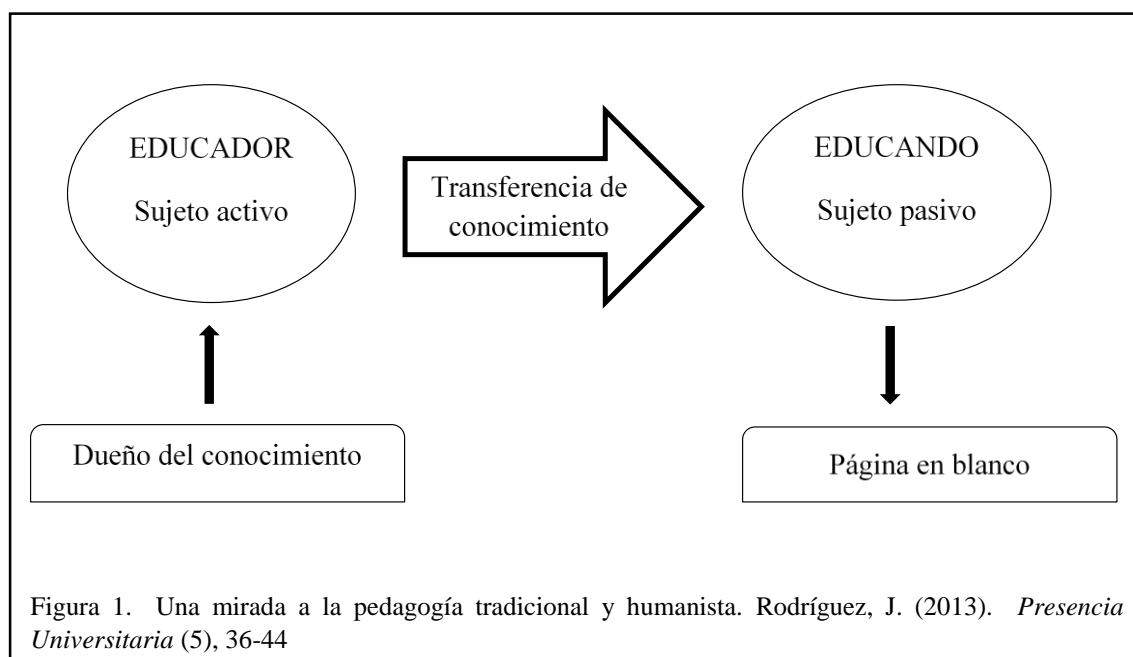 EDUCADOR
Sujeto activo
Transferencia de
conocimiento
EDUCANDO
Sujeto pasivo
Dueño del conocimiento
Página en blanco
Figura 1. Una mirada a la pedagogía tradicional y humanista. Rodríguez, J. (2013). Presencia
Universitaria (5), 36-44